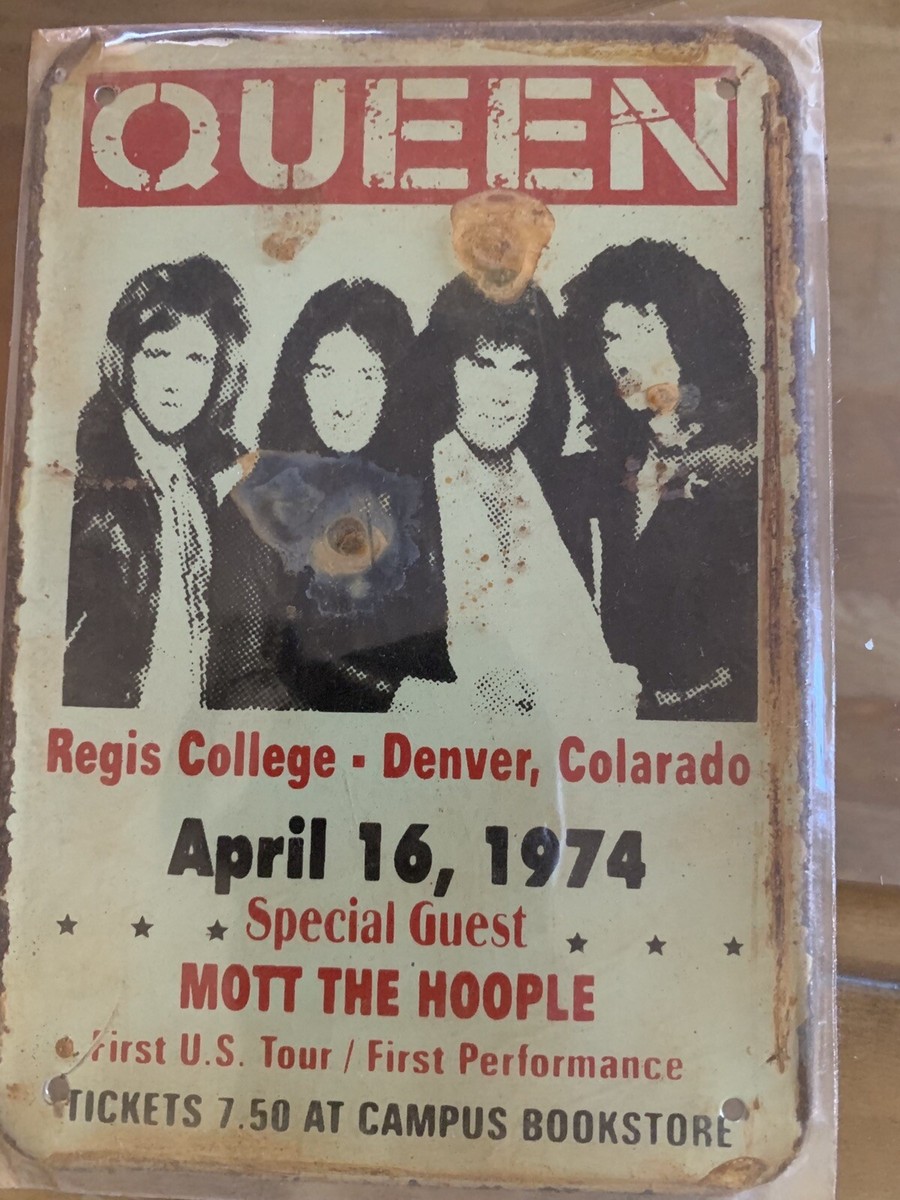 QUEEN
Regis College - Denver, Colarado
April 16, 1974
Special Guest
MOTT THE HOOPLE
First U.S. Tour / First Performance
TICKETS 7.50 AT CAMPUS BOOKSTORE